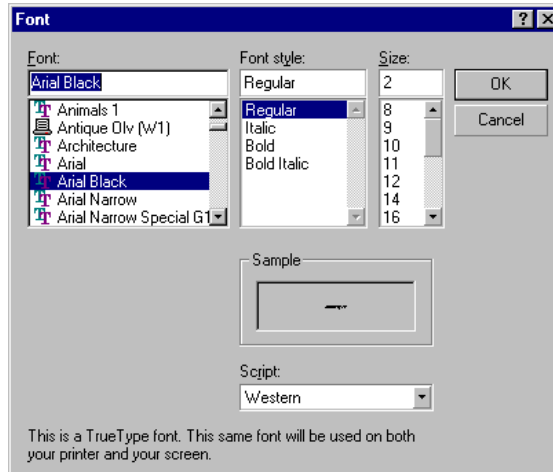 Font
Font:
Font style:
Size:
Arial Black
Regular
2
OK
Cancel
Animals 1
Antique Olv (W1)
Architecture
Arial
Arial Black
Arial Narrow
Arial Narrow Special G1
Regular
Italic
Bold
Bold Italic
8
9
10
11
12
14
16
Sample
Script:
Western
This is a TrueType font. This same font will be used on both
your printer and your screen.